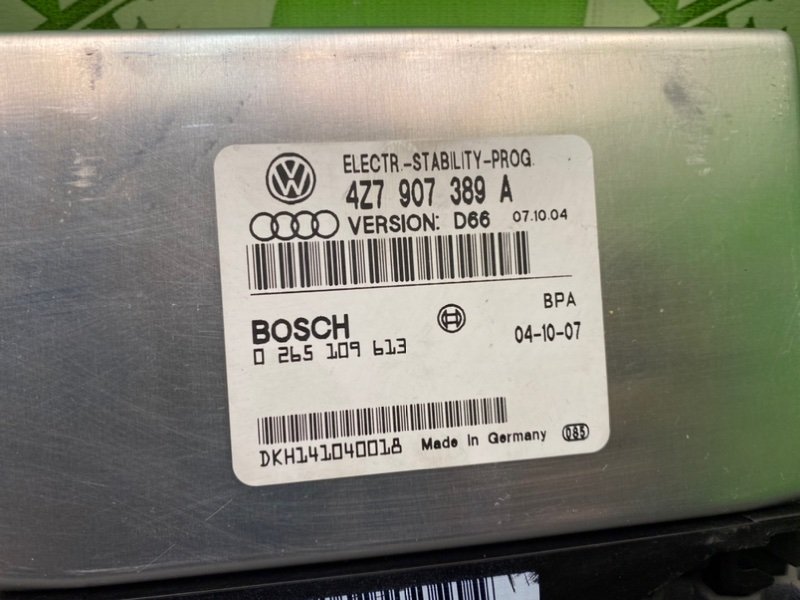 ELECTR.-STABILITY-PROG.
4Z7 907 389 A
VERSION: D66 07.10.04
BOSCH
0 265 109 613
BPA
04-10-07
DKH141040018 Made In Germany 085